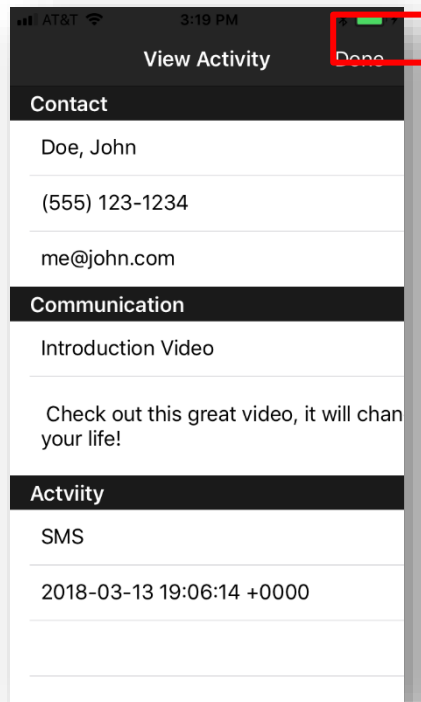 AT&T 3:19 PM
View Activity Done
Contact
Doe, John
(555) 123-1234
me@john.com
Communication
Introduction Video
Check out this great video, it will chan
your life!
Actviity
SMS
2018-03-13 19:06:14 +0000